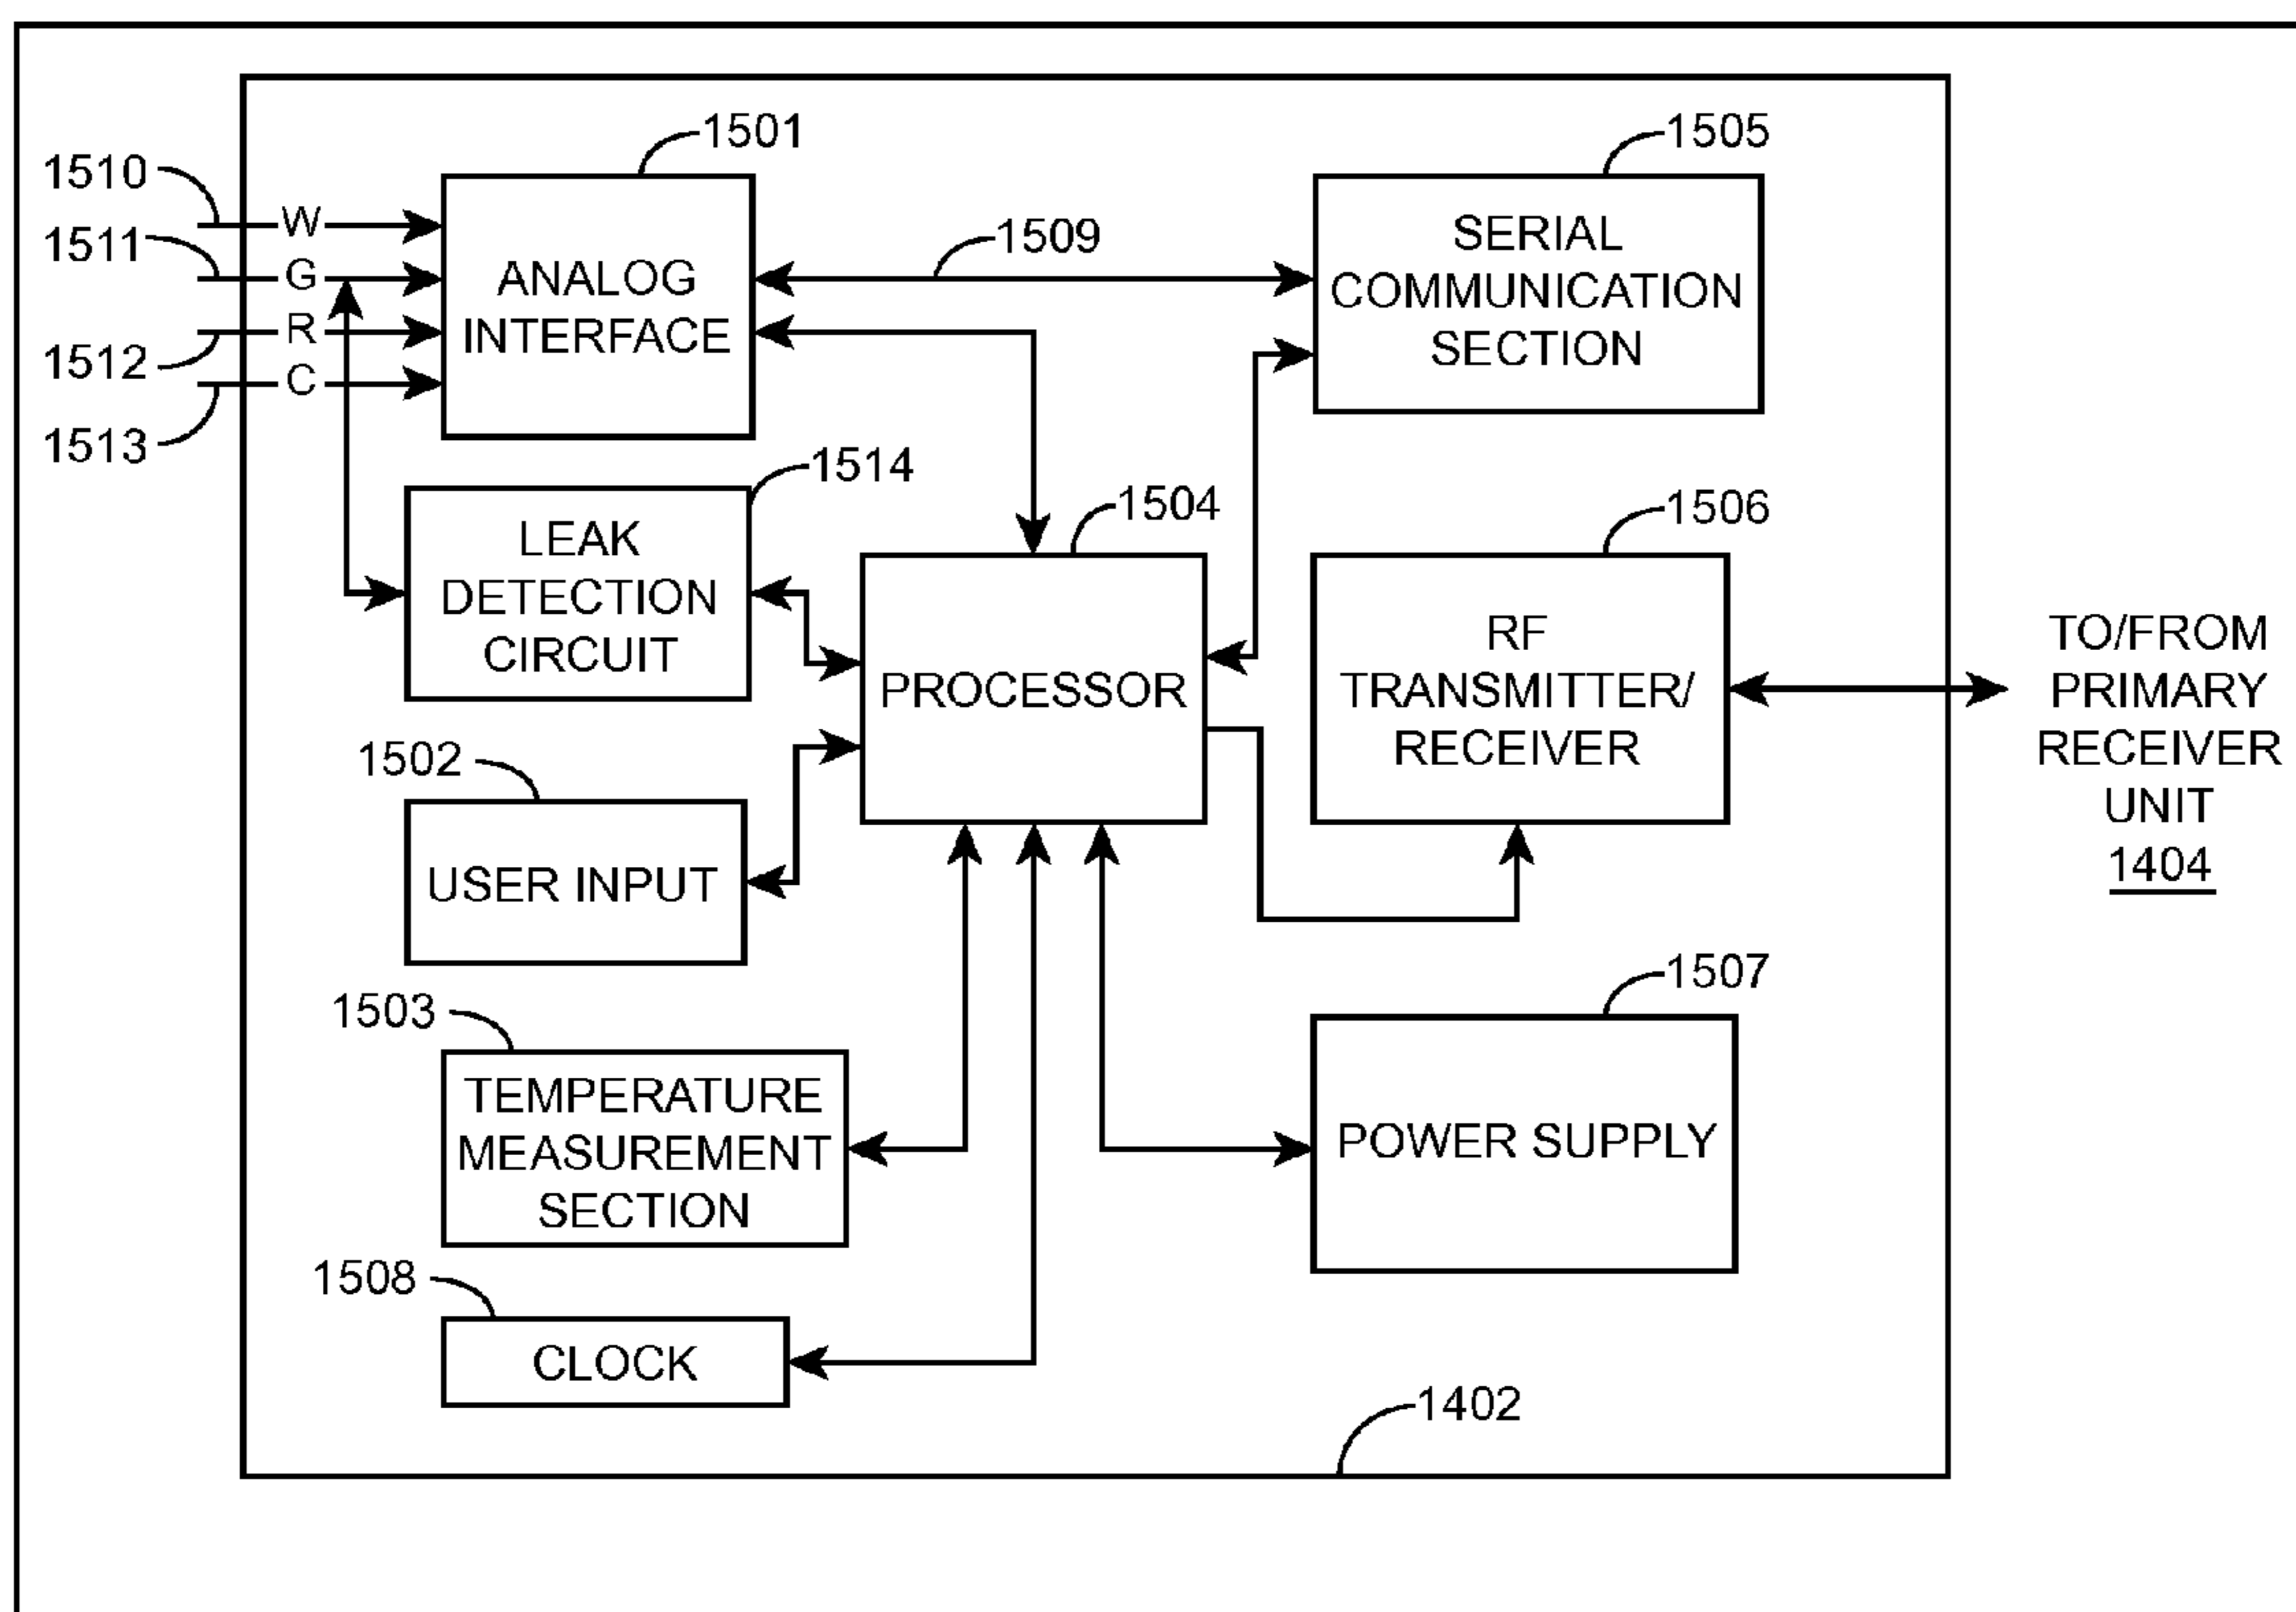 1501
1505
1510
W
1511
G
1512
R
1513
C
ANALOG
INTERFACE
1509
SERIAL
COMMUNICATION
SECTION
1514
LEAK
DETECTION
CIRCUIT
1504
PROCESSOR
1506
RF
TRANSMITTER/
RECEIVER
TO/FROM
PRIMARY
RECEIVER
UNIT
1404
1502
USER INPUT
1503
TEMPERATURE
MEASUREMENT
SECTION
1507
POWER SUPPLY
1508
CLOCK
1402